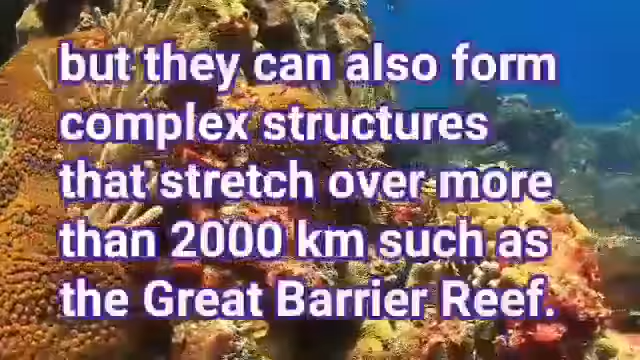 but they can also form
complex structures
that stretch over more
than 2000 km such as
the Great Barrier Reef.